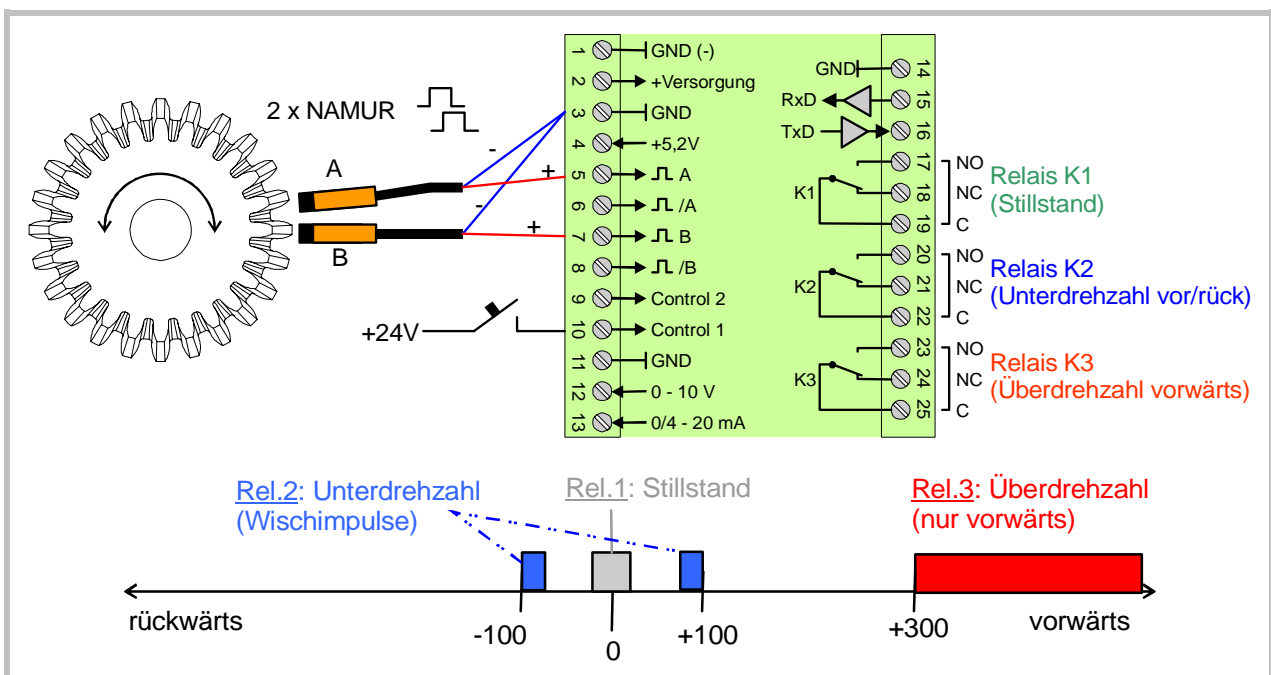 2 x NAMUR
A
B
-
+
-
+
+24V
1 GND (-)
2 +Versorgung
3 GND
4 +5,2V
5 A
6 /A
7 B
8 /B
9 Control 2
10 Control 1
11 GND
12 0 - 10 V
13 0/4 - 20 mA
GND 14
RxD 15
TxD 16
17 NO
K1 18 NC
19 C
Relais K1
(Stillstand)
20 NO
K2 21 NC
22 C
Relais K2
(Unterdrehzahl vor/rück)
23 NO
K3 24 NC
25 C
Relais K3
(Überdrehzahl vorwärts)
Rel.2: Unterdrehzahl
(Wischimpulse)
Rel.1: Stillstand
Rel.3: Überdrehzahl
(nur vorwärts)
rückwärts
-100
0
+100
+300
vorwärts